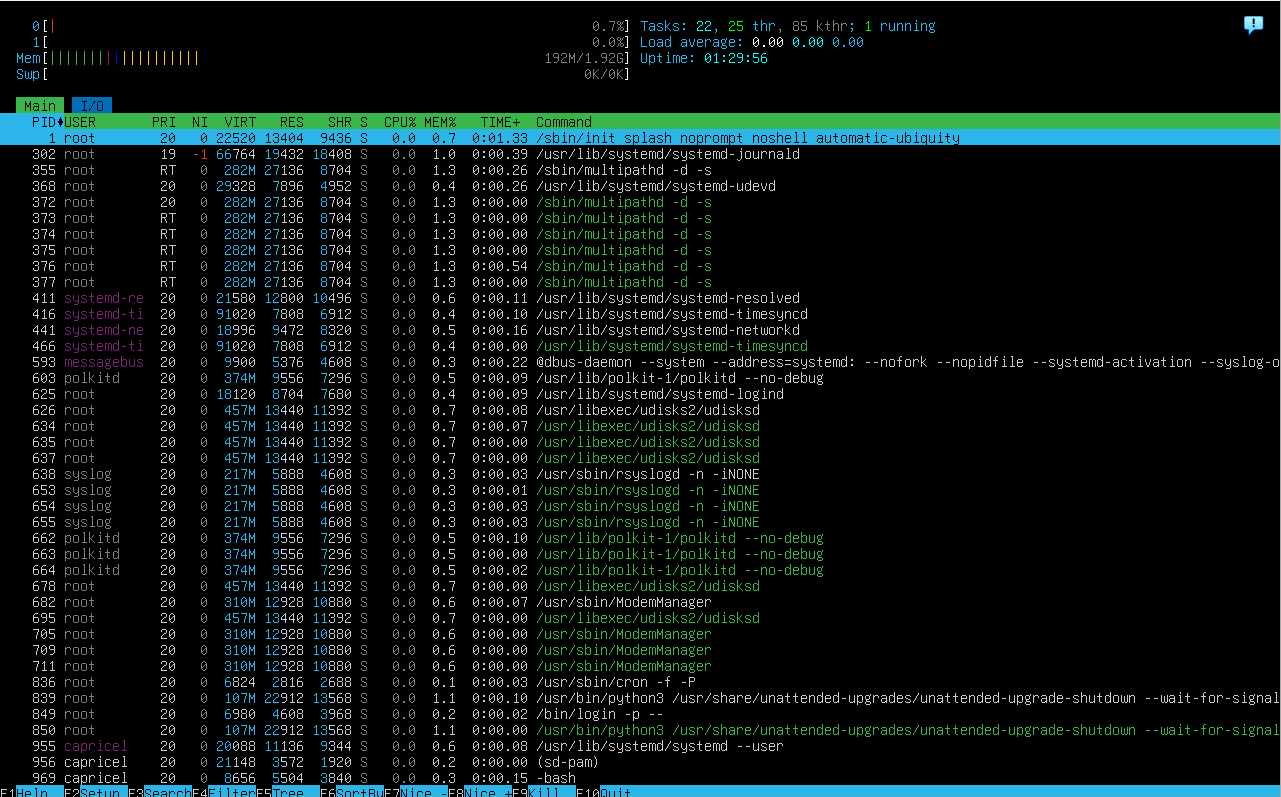 0[| 0.7%] Tasks: 22, 25 thr, 85 kthr; 1 running
1[ 0.0%] Load average: 0.00 0.00 0.00
Mem[||||||||||||||||||| 192M/1.92G] Uptime: 01:29:56
Swp[ 0K/0K]
Main I/O
PID♦USER PRI NI VIRT RES SHR S CPU% MEM% TIME+ Command
1 root 20 0 22520 13404 9436 S 0.0 0.7 0:01.33 /sbin/init splash noprompt noshell automatic-ubiquity
302 root 19 -1 66764 19432 18408 S 0.0 1.0 0:00.39 /usr/lib/systemd/systemd-journald
355 root RT 0 282M 27136 8704 S 0.0 1.3 0:00.26 /sbin/multipathd -d -s
368 root 20 0 29328 7896 4952 S 0.0 0.4 0:00.26 /usr/lib/systemd/systemd-udevd
372 root 20 0 282M 27136 8704 S 0.0 1.3 0:00.00 /sbin/multipathd -d -s
373 root RT 0 282M 27136 8704 S 0.0 1.3 0:00.00 /sbin/multipathd -d -s
374 root RT 0 282M 27136 8704 S 0.0 1.3 0:00.00 /sbin/multipathd -d -s
375 root RT 0 282M 27136 8704 S 0.0 1.3 0:00.00 /sbin/multipathd -d -s
376 root RT 0 282M 27136 8704 S 0.0 1.3 0:00.54 /sbin/multipathd -d -s
377 root RT 0 282M 27136 8704 S 0.0 1.3 0:00.00 /sbin/multipathd -d -s
411 systemd-re 20 0 21580 12800 10496 S 0.0 0.6 0:00.11 /usr/lib/systemd/systemd-resolved
416 systemd-ti 20 0 91020 7808 6912 S 0.0 0.4 0:00.10 /usr/lib/systemd/systemd-timesyncd
441 systemd-ne 20 0 18996 9472 8320 S 0.0 0.5 0:00.16 /usr/lib/systemd/systemd-networkd
466 systemd-ti 20 0 91020 7808 6912 S 0.0 0.4 0:00.00 /usr/lib/systemd/systemd-timesyncd
593 messagebus 20 0 9900 5376 4608 S 0.0 0.3 0:00.22 @dbus-daemon --system --address=systemd: --nofork --nopidfile --systemd-activation --syslog-o
603 polkitd 20 0 374M 9556 7296 S 0.0 0.5 0:00.09 /usr/lib/polkit-1/polkitd --no-debug
625 root 20 0 18120 8704 7680 S 0.0 0.4 0:00.09 /usr/lib/systemd/systemd-logind
626 root 20 0 457M 13440 11392 S 0.0 0.7 0:00.08 /usr/libexec/udisks2/udisksd
634 root 20 0 457M 13440 11392 S 0.0 0.7 0:00.07 /usr/libexec/udisks2/udisksd
635 root 20 0 457M 13440 11392 S 0.0 0.7 0:00.00 /usr/libexec/udisks2/udisksd
637 root 20 0 457M 13440 11392 S 0.0 0.7 0:00.00 /usr/libexec/udisks2/udisksd
638 syslog 20 0 217M 5888 4608 S 0.0 0.3 0:00.03 /usr/sbin/rsyslogd -n -iNONE
653 syslog 20 0 217M 5888 4608 S 0.0 0.3 0:00.01 /usr/sbin/rsyslogd -n -iNONE
654 syslog 20 0 217M 5888 4608 S 0.0 0.3 0:00.03 /usr/sbin/rsyslogd -n -iNONE
655 syslog 20 0 217M 5888 4608 S 0.0 0.3 0:00.03 /usr/sbin/rsyslogd -n -iNONE
662 polkitd 20 0 374M 9556 7296 S 0.0 0.5 0:00.10 /usr/lib/polkit-1/polkitd --no-debug
663 polkitd 20 0 374M 9556 7296 S 0.0 0.5 0:00.00 /usr/lib/polkit-1/polkitd --no-debug
664 polkitd 20 0 374M 9556 7296 S 0.0 0.5 0:00.02 /usr/lib/polkit-1/polkitd --no-debug
678 root 20 0 457M 13440 11392 S 0.0 0.7 0:00.00 /usr/libexec/udisks2/udisksd
682 root 20 0 310M 12928 10880 S 0.0 0.6 0:00.07 /usr/sbin/ModemManager
695 root 20 0 457M 13440 11392 S 0.0 0.7 0:00.00 /usr/libexec/udisks2/udisksd
705 root 20 0 310M 12928 10880 S 0.0 0.6 0:00.00 /usr/sbin/ModemManager
709 root 20 0 310M 12928 10880 S 0.0 0.6 0:00.00 /usr/sbin/ModemManager
711 root 20 0 310M 12928 10880 S 0.0 0.6 0:00.00 /usr/sbin/ModemManager
836 root 20 0 6824 2816 2688 S 0.0 0.1 0:00.03 /usr/sbin/cron -f -P
839 root 20 0 107M 22912 13568 S 0.0 1.1 0:00.10 /usr/bin/python3 /usr/share/unattended-upgrades/unattended-upgrade-shutdown --wait-for-signal
849 root 20 0 6980 4608 3968 S 0.0 0.2 0:00.02 /bin/login -p --
850 root 20 0 107M 22912 13568 S 0.0 1.1 0:00.00 /usr/bin/python3 /usr/share/unattended-upgrades/unattended-upgrade-shutdown --wait-for-signal
955 capricel 20 0 20088 11136 9344 S 0.0 0.6 0:00.08 /usr/lib/systemd/systemd --user
956 capricel 20 0 21148 3572 1920 S 0.0 0.2 0:00.00 (sd-pam)
969 capricel 20 0 8656 5504 3840 S 0.0 0.3 0:00.15 -bash
F1Help F2Setup F3SearchF4FilterF5Tree F6SortByF7Nice -F8Nice +F9Kill F10Quit